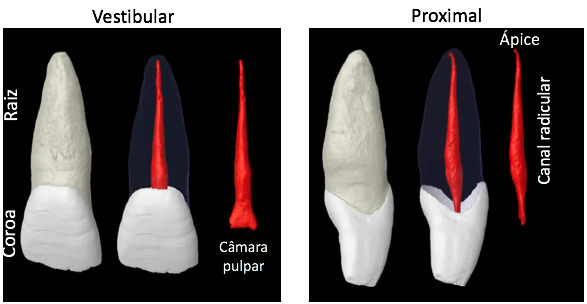 Vestibular
Proximal
Raiz
Coroa
Câmara
pulpar
Ápice
Canal radicular